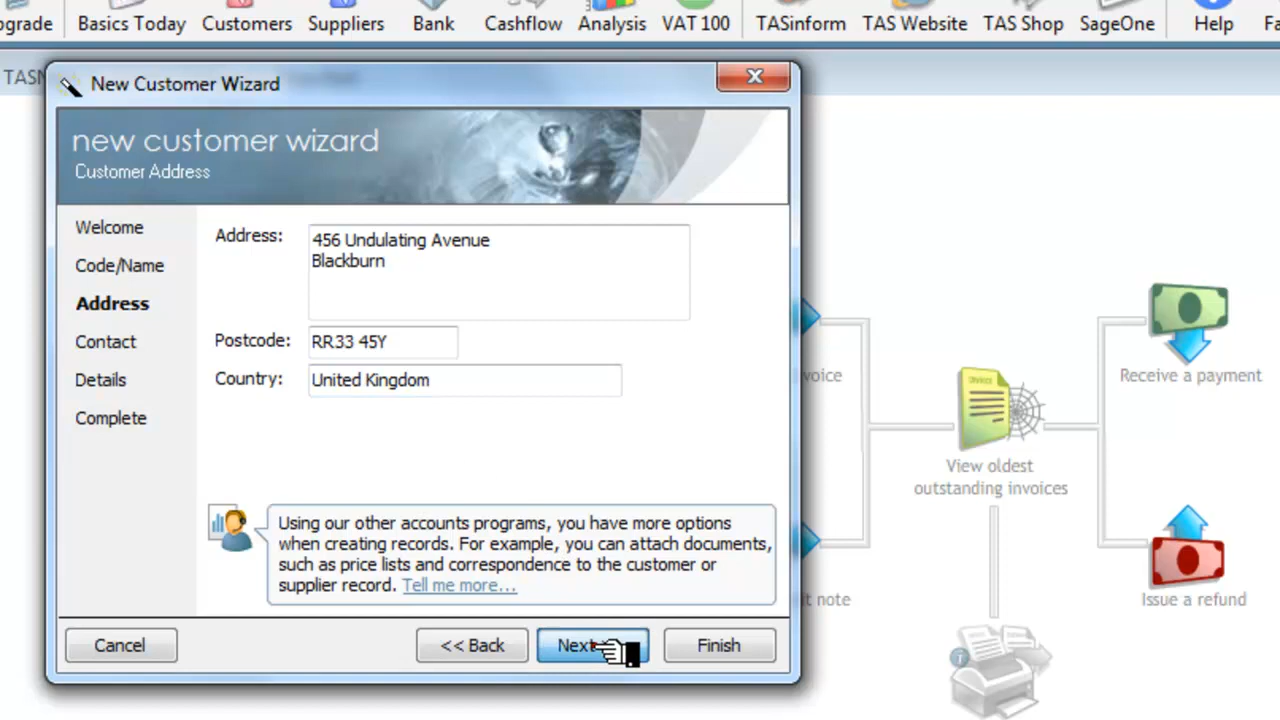 pgrade Basics Today Customers Suppliers Bank Cashflow Analysis VAT 100 TASinform TAS Website TAS Shop SageOne Help Fa
TASN
New Customer Wizard
new customer wizard
Customer Address
Welcome
Code/Name
Address
Contact
Details
Complete
Address: 456 Undulating Avenue
Blackburn
Postcode: RR33 45Y
Country: United Kingdom
Using our other accounts programs, you have more options
when creating records. For example, you can attach documents,
such as price lists and correspondence to the customer or
supplier record. Tell me more...
Cancel << Back Next Finish
voice
it note
View oldest
outstanding invoices
INVOICE
Receive a payment
Issue a refund